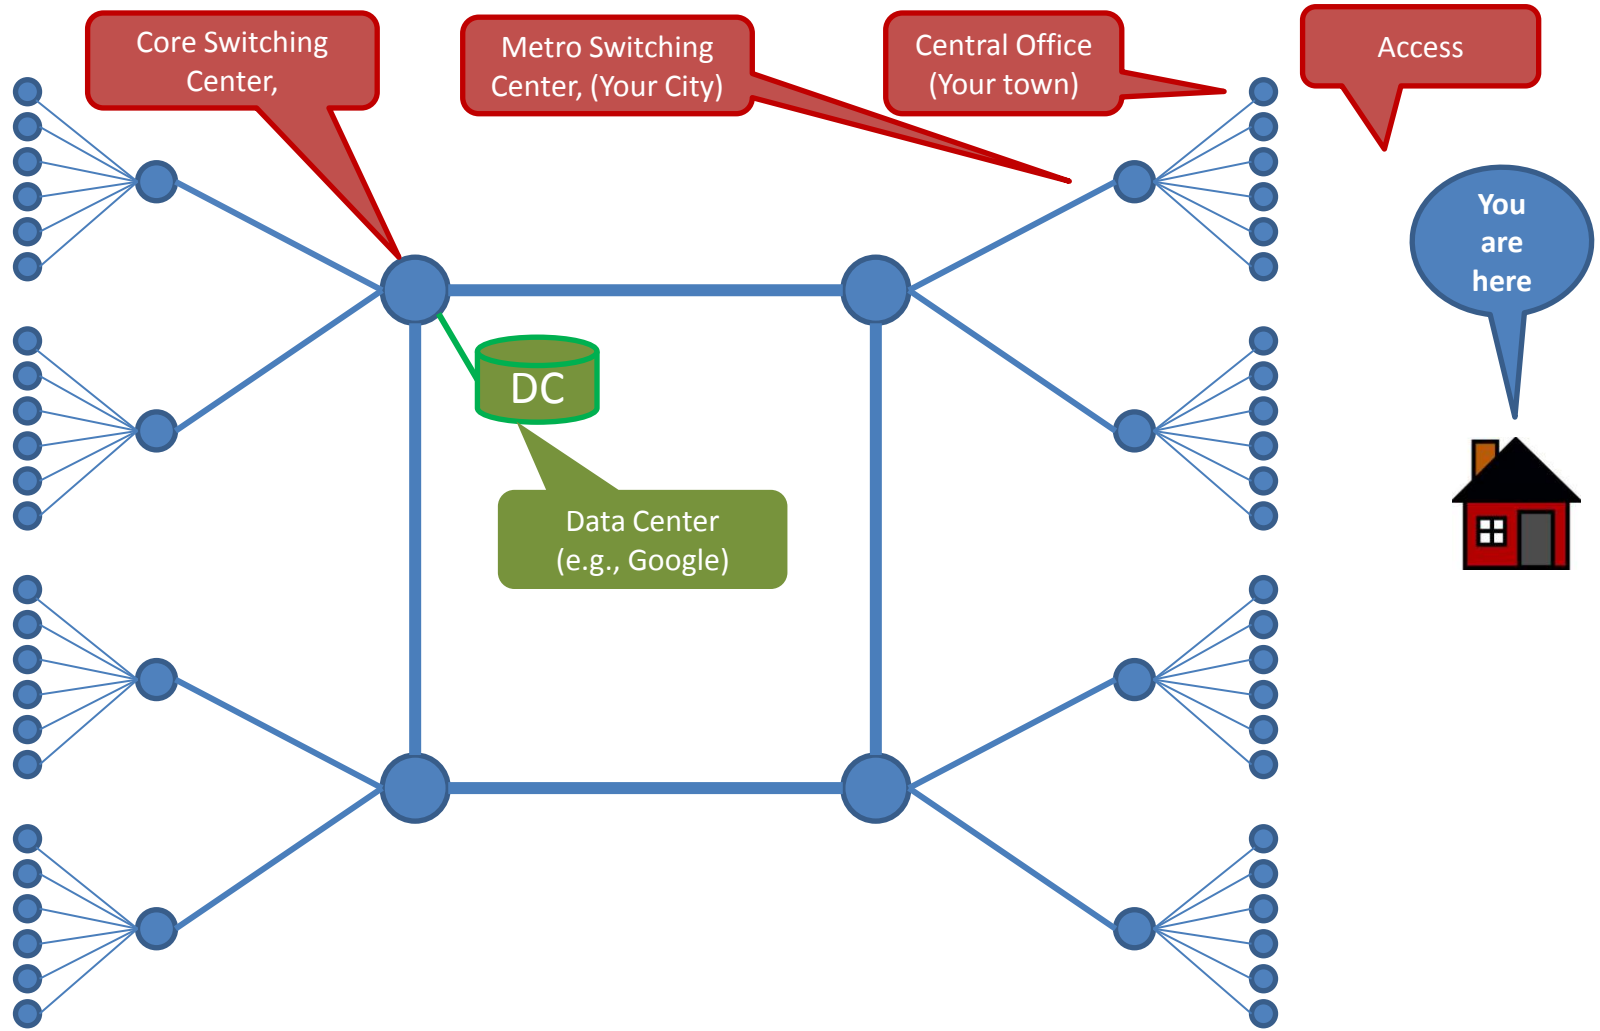 Core Switching
Center,
Metro Switching
Center, (Your City)
Central Office
(Your town)
Access
You
are
here
DC
Data Center
(e.g., Google)